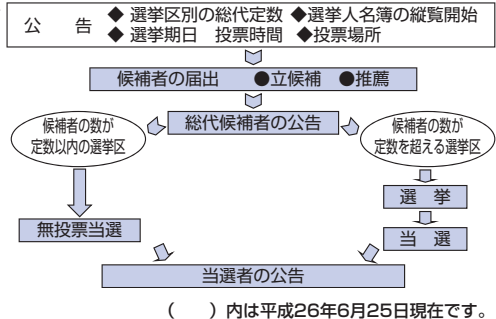 公　告
◆ 選挙区別の総代定数 ◆選挙人名簿の縦覧開始
◆ 選挙期日　投票時間 ◆投票場所
候補者の届出　●立候補　●推薦
総代候補者の公告
候補者の数が
定数以内の選挙区
候補者の数が
定数を超える選挙区
選　挙
無投票当選
当　選
当選者の公告
(　　) 内は平成26年6月25日現在です。